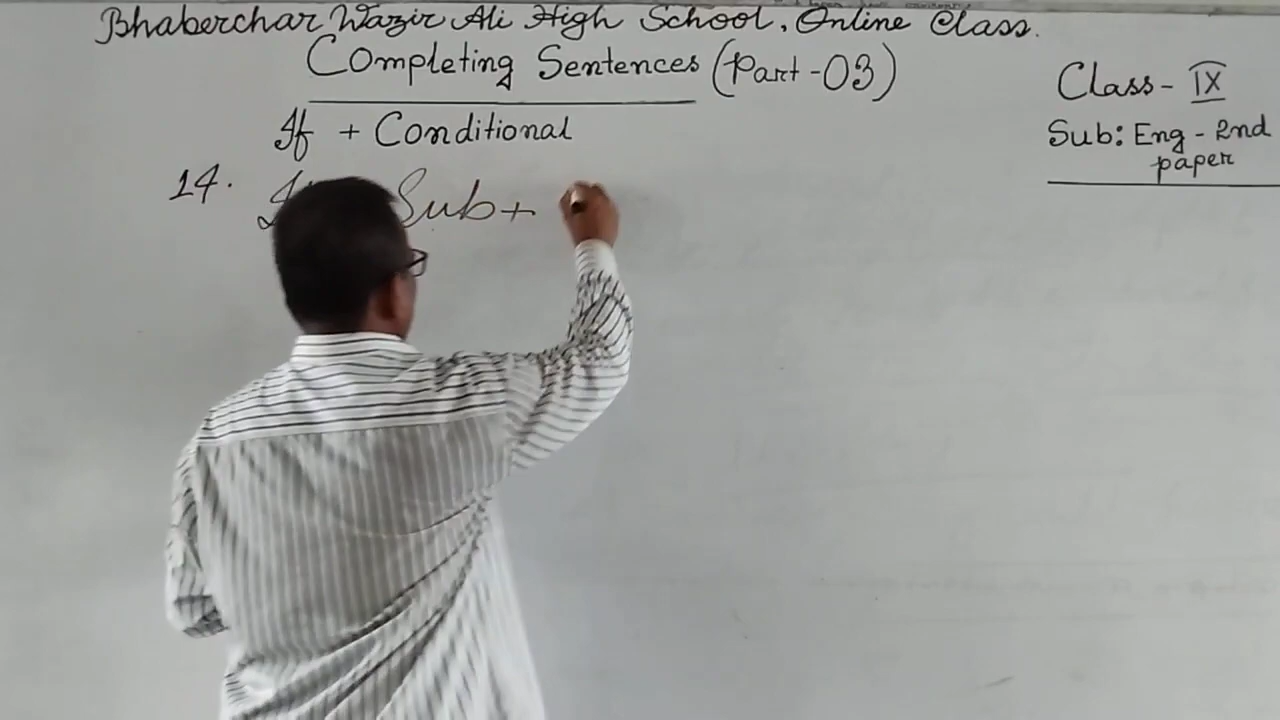 Bhaberchar Wazir Ali High School, Online Class.
Completing Sentences (Part-03)
Class- IX
Sub: Eng - 2nd
paper
If + Conditional
14. Sub+